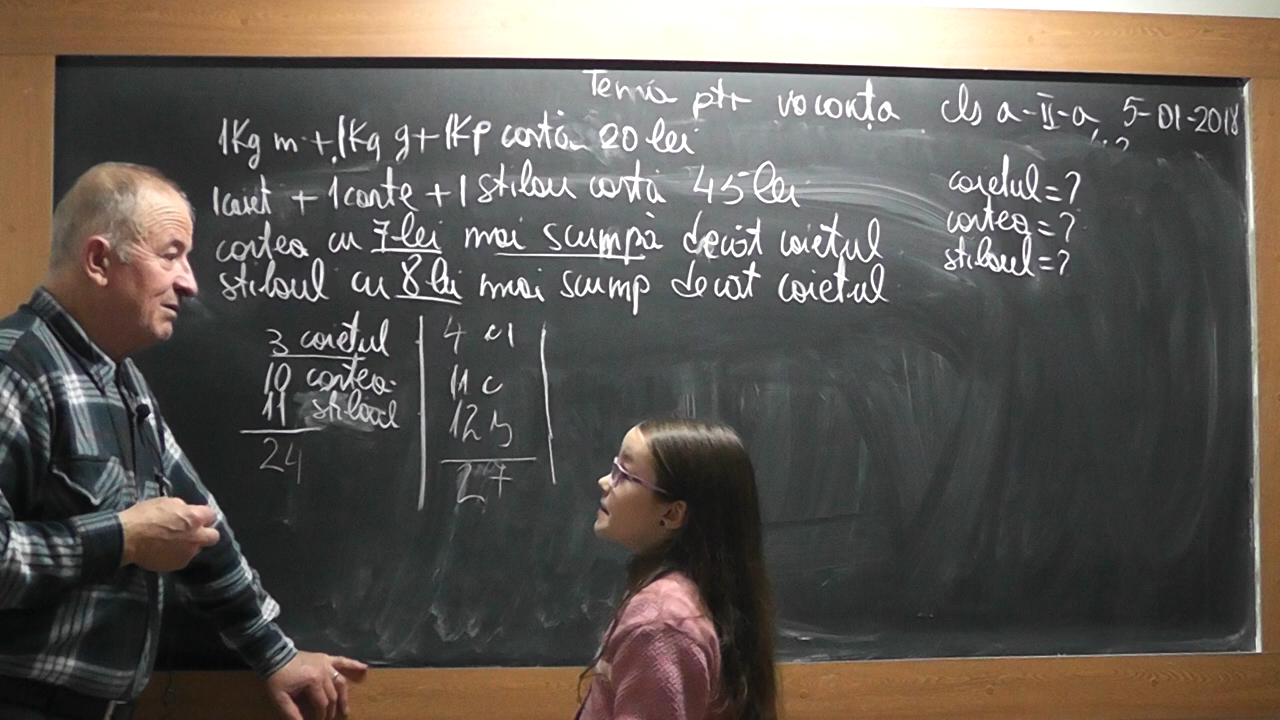 Tema ptr vacanța cls a-II-a, 5-01-2018
1Kg m + 1Kg g + 1Kp costă 20 lei
1caiet + 1carte + 1 stilou costă 45 lei
cartea cu 7 lei mai scumpă decât caietul
stiloul cu 8 lei mai scump decât caietul
caietul = ?
cartea = ?
stiloul = ?
3 caietul
10 cartea
11 stiloul
24
4
11 c
12 s
27